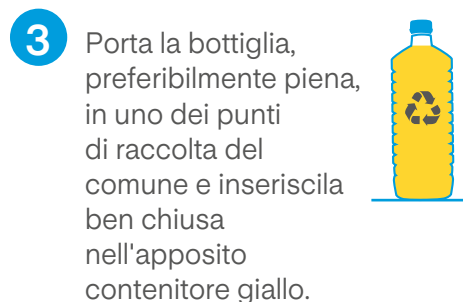 3
Porta la bottiglia,
preferibilmente piena,
in uno dei punti
di raccolta del
comune e inseriscila
ben chiusa
nell'apposito
contenitore giallo.